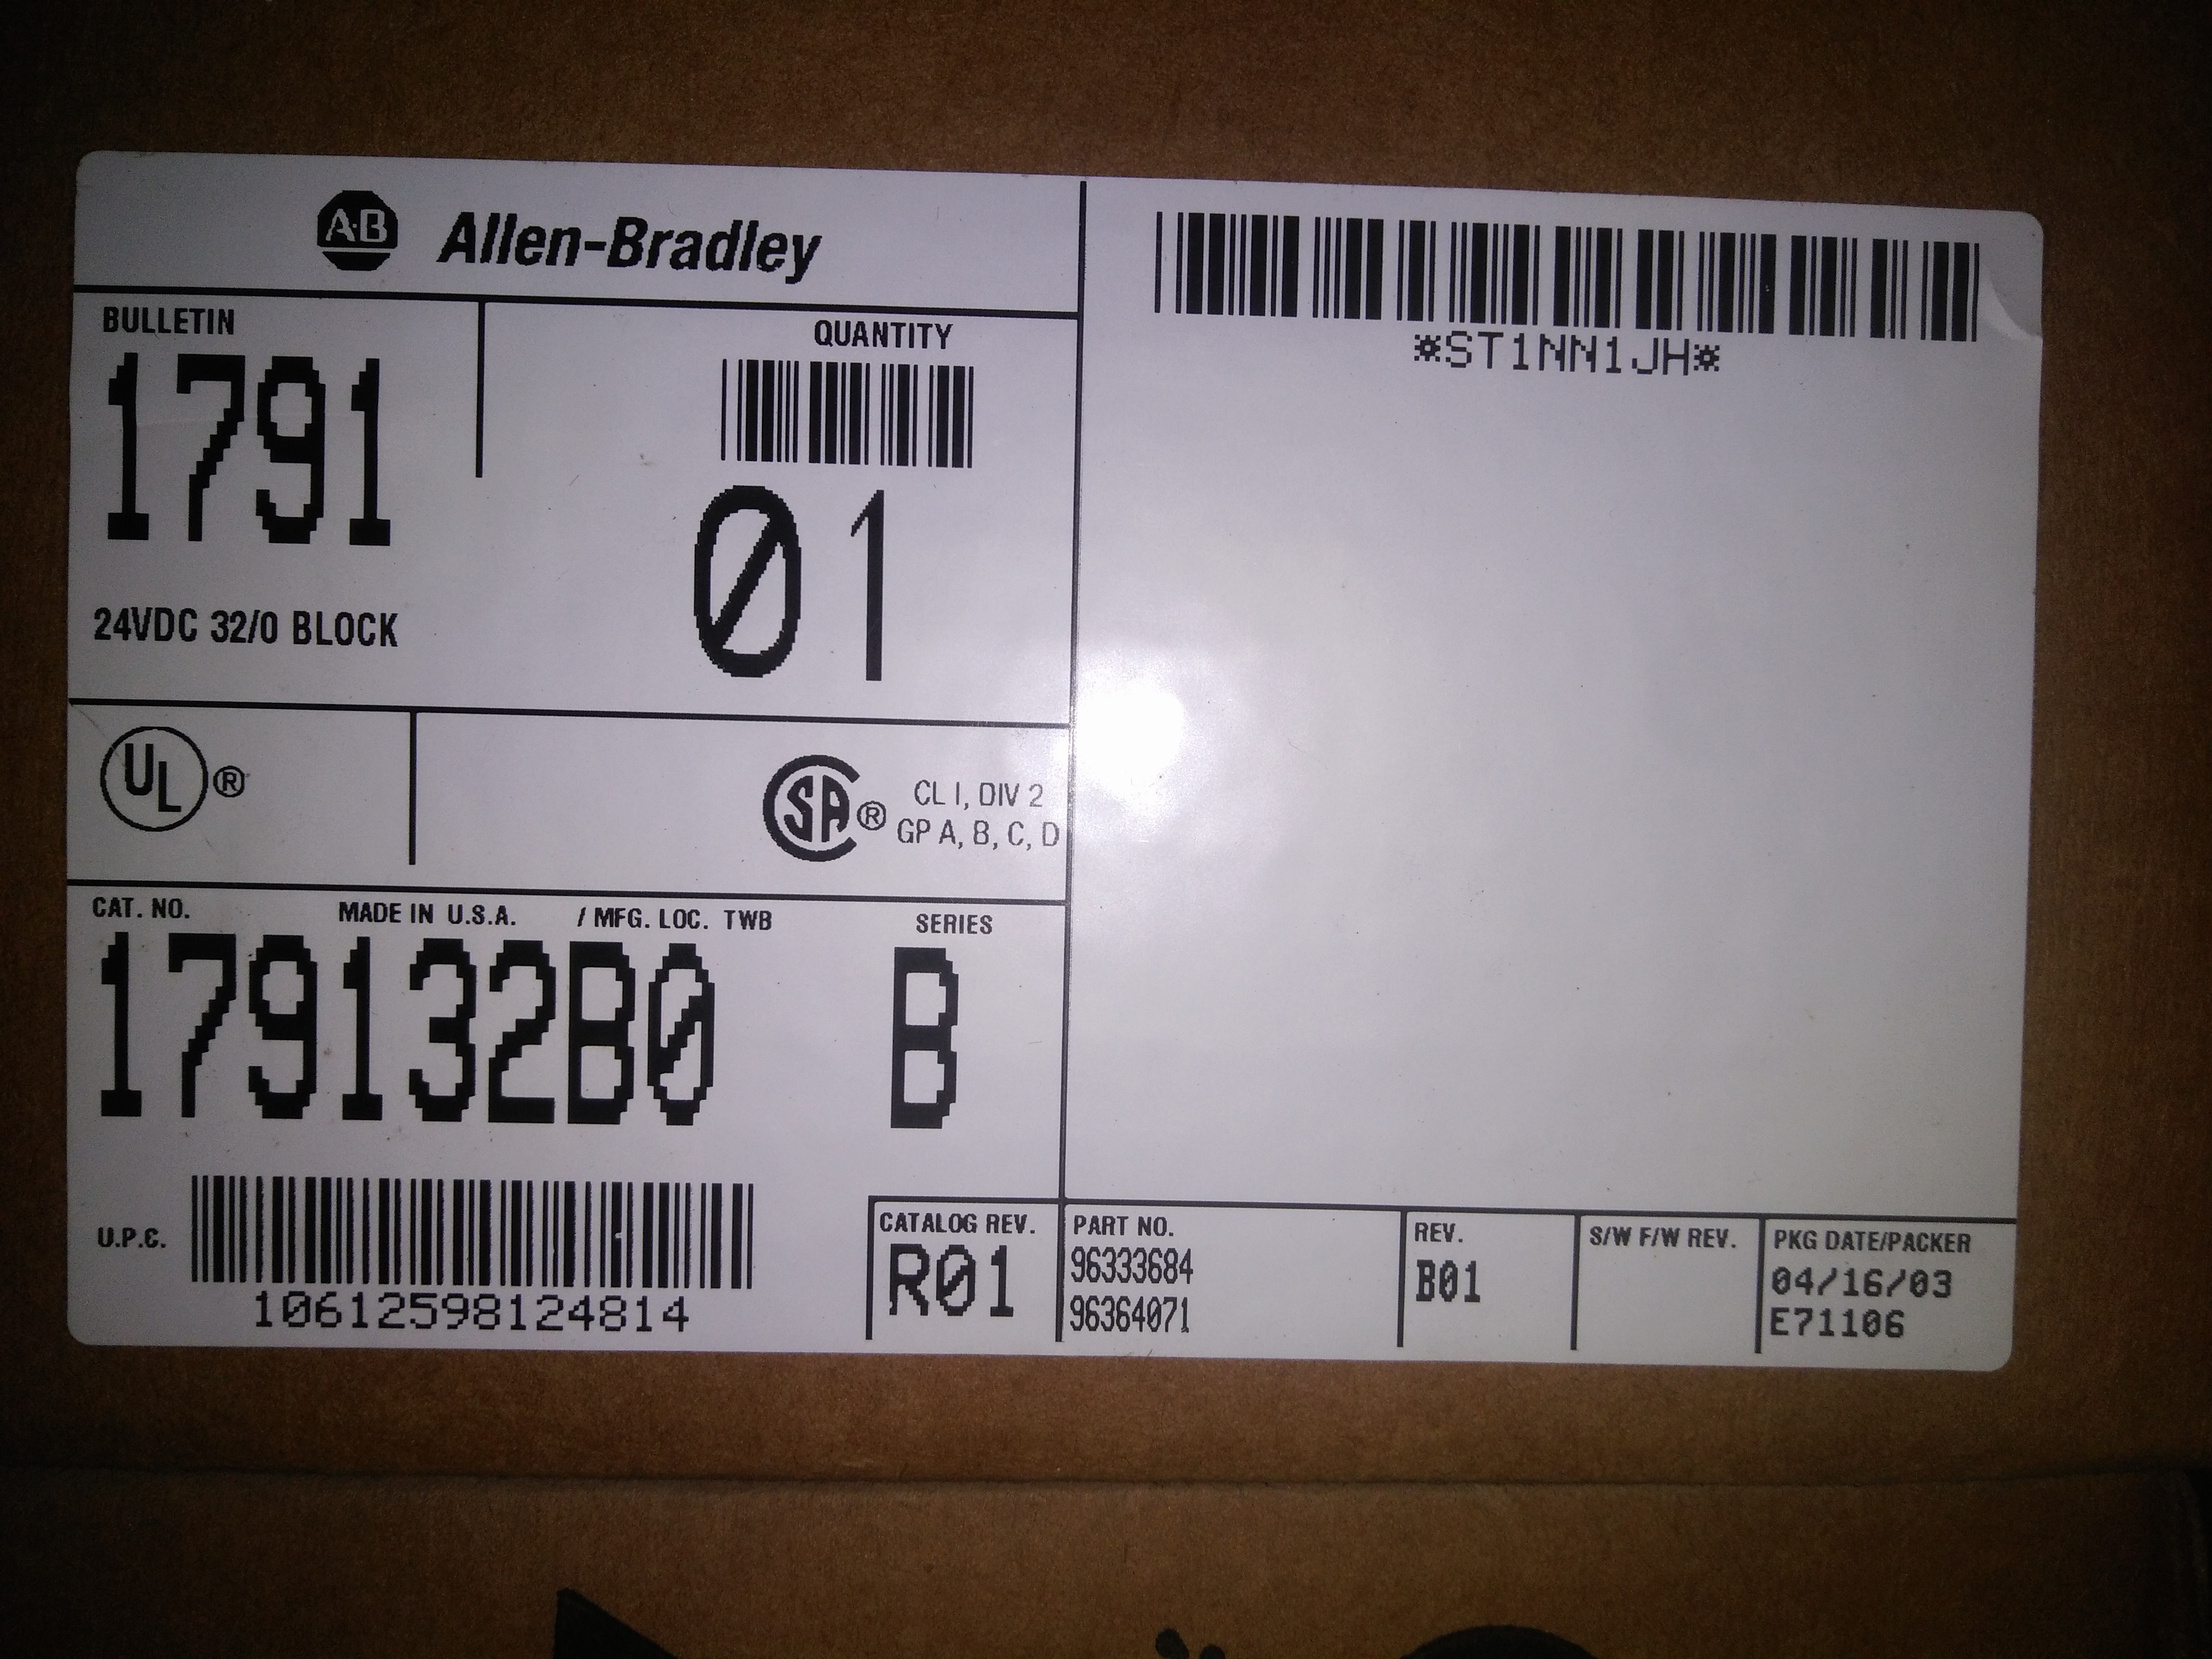 A·B Allen-Bradley
BULLETIN
1791
24VDC 32/0 BLOCK
QUANTITY
01
*ST1NN1JH*
UL ®
CSA ® CL I, DIV 2
GP A, B, C, D
CAT. NO. MADE IN U.S.A. / MFG. LOC. TWB SERIES
179132B0 B
U.P.C.
10612598124814
CATALOG REV.
R01
PART NO.
96333684
96364071
REV.
B01
S/W F/W REV.
PKG DATE/PACKER
04/16/03
E71106